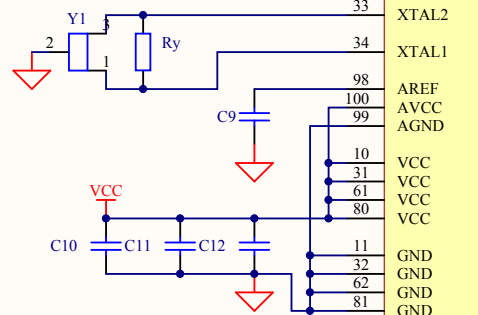 33 XTAL2
Y1
3
2
Ry
34 XTAL1
1
98 AREF
100 AVCC
C9
99 AGND
10 VCC
31 VCC
VCC
61 VCC
80 VCC
C10 C11 C12
11 GND
32 GND
62 GND
81 GND